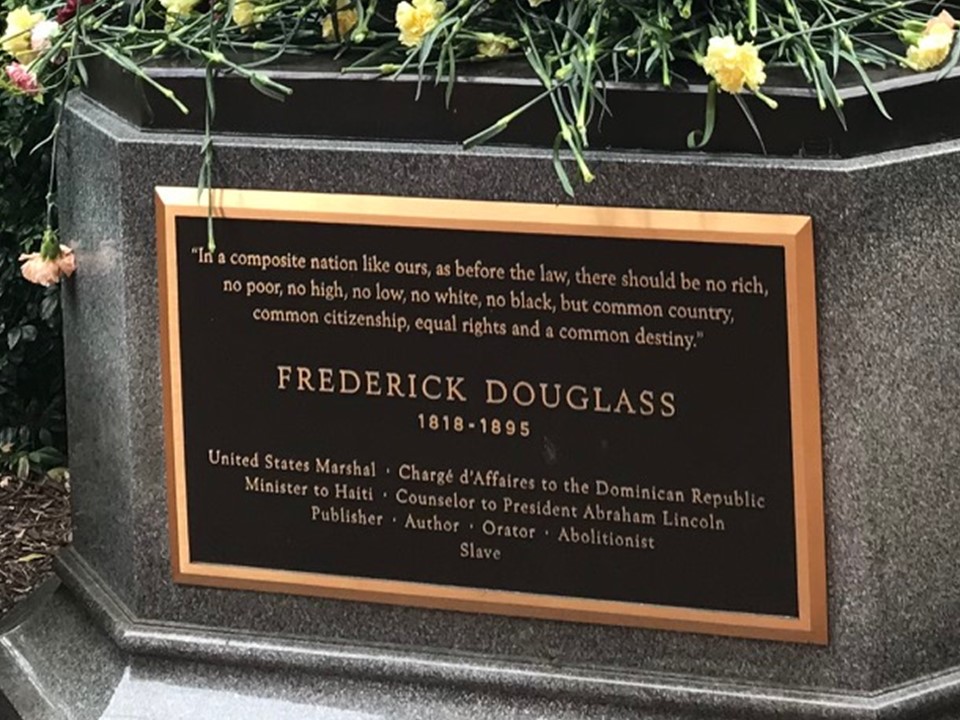 “In a composite nation like ours, as before the law, there should be no rich,
no poor, no high, no low, no white, no black, but common country,
common citizenship, equal rights and a common destiny.”
FREDERICK DOUGLASS
1818-1895
United States Marshal · Chargé d’Affaires to the Dominican Republic
Minister to Haiti · Counselor to President Abraham Lincoln
Publisher · Author · Orator · Abolitionist
Slave